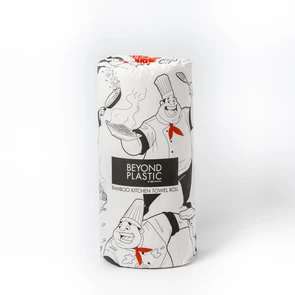 BEYOND
PLASTIC
BAMBOO KITCHEN TOWEL ROLL